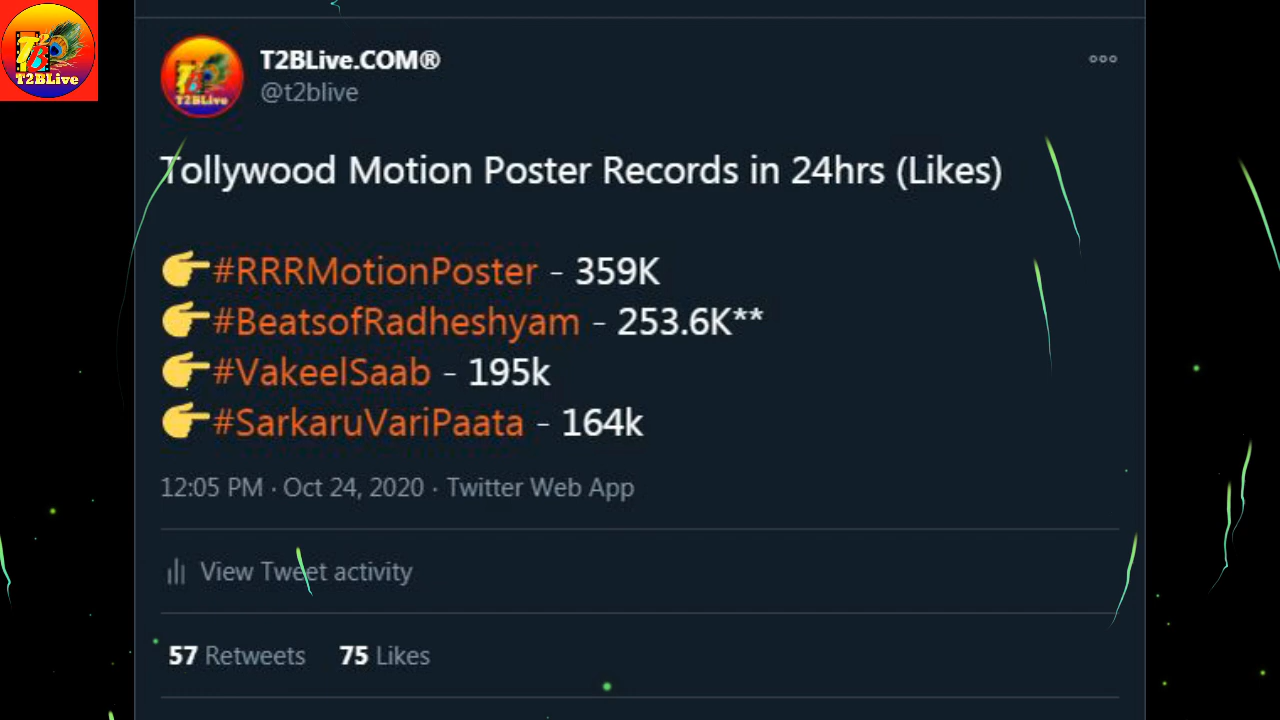 T2BLive
T2BLive
T2BLive.COM®
@t2blive
Tollywood Motion Poster Records in 24hrs (Likes)
👉#RRRMotionPoster - 359K
👉#BeatsofRadheshyam - 253.6K**
👉#VakeelSaab - 195k
👉#SarkaruVariPaata - 164k
12:05 PM · Oct 24, 2020 · Twitter Web App
View Tweet activity
57 Retweets 75 Likes